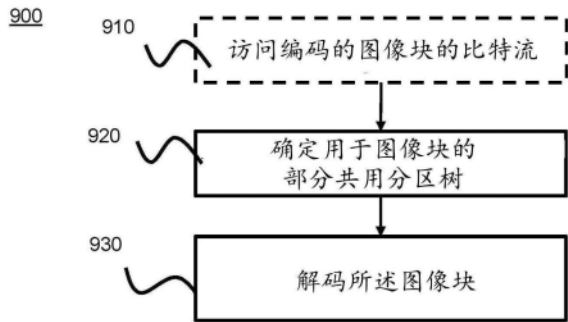 900
910
访问编码的图像块的比特流
920
确定用于图像块的
部分共用分区树
930
解码所述图像块